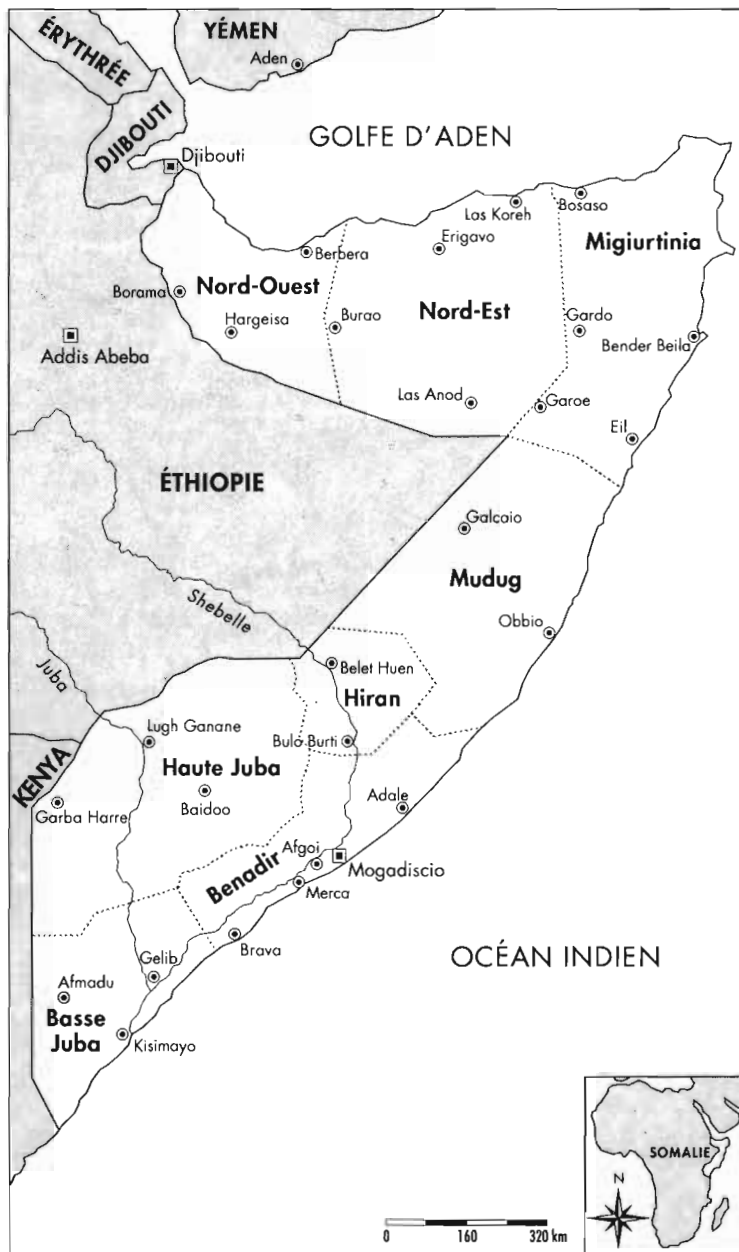 YÉMEN
Aden
ÉRYTHRÉE
DJIBOUTI
Djibouti
GOLFE D'ADEN
Las Koreh
Bosaso
Berbera
Erigavo
Migiurtinia
Borama
Nord-Ouest
Nord-Est
Hargeisa
Burao
Gardo
Bender Beila
Addis Abeba
Las Anod
Garoe
Eil
ÉTHIOPIE
Galcaio
Mudug
Shebelle
Obbio
Juba
Belet Huen
Hiran
Lugh Ganane
Bulo Burti
KENYA
Haute Juba
Garba Harre
Baidoo
Adale
Afgoi
Mogadiscio
Benadir
Merca
Brava
OCÉAN INDIEN
Gelib
Afmadu
Basse
Juba
Kisimayo
SOMALIE
N
0 160 320 km